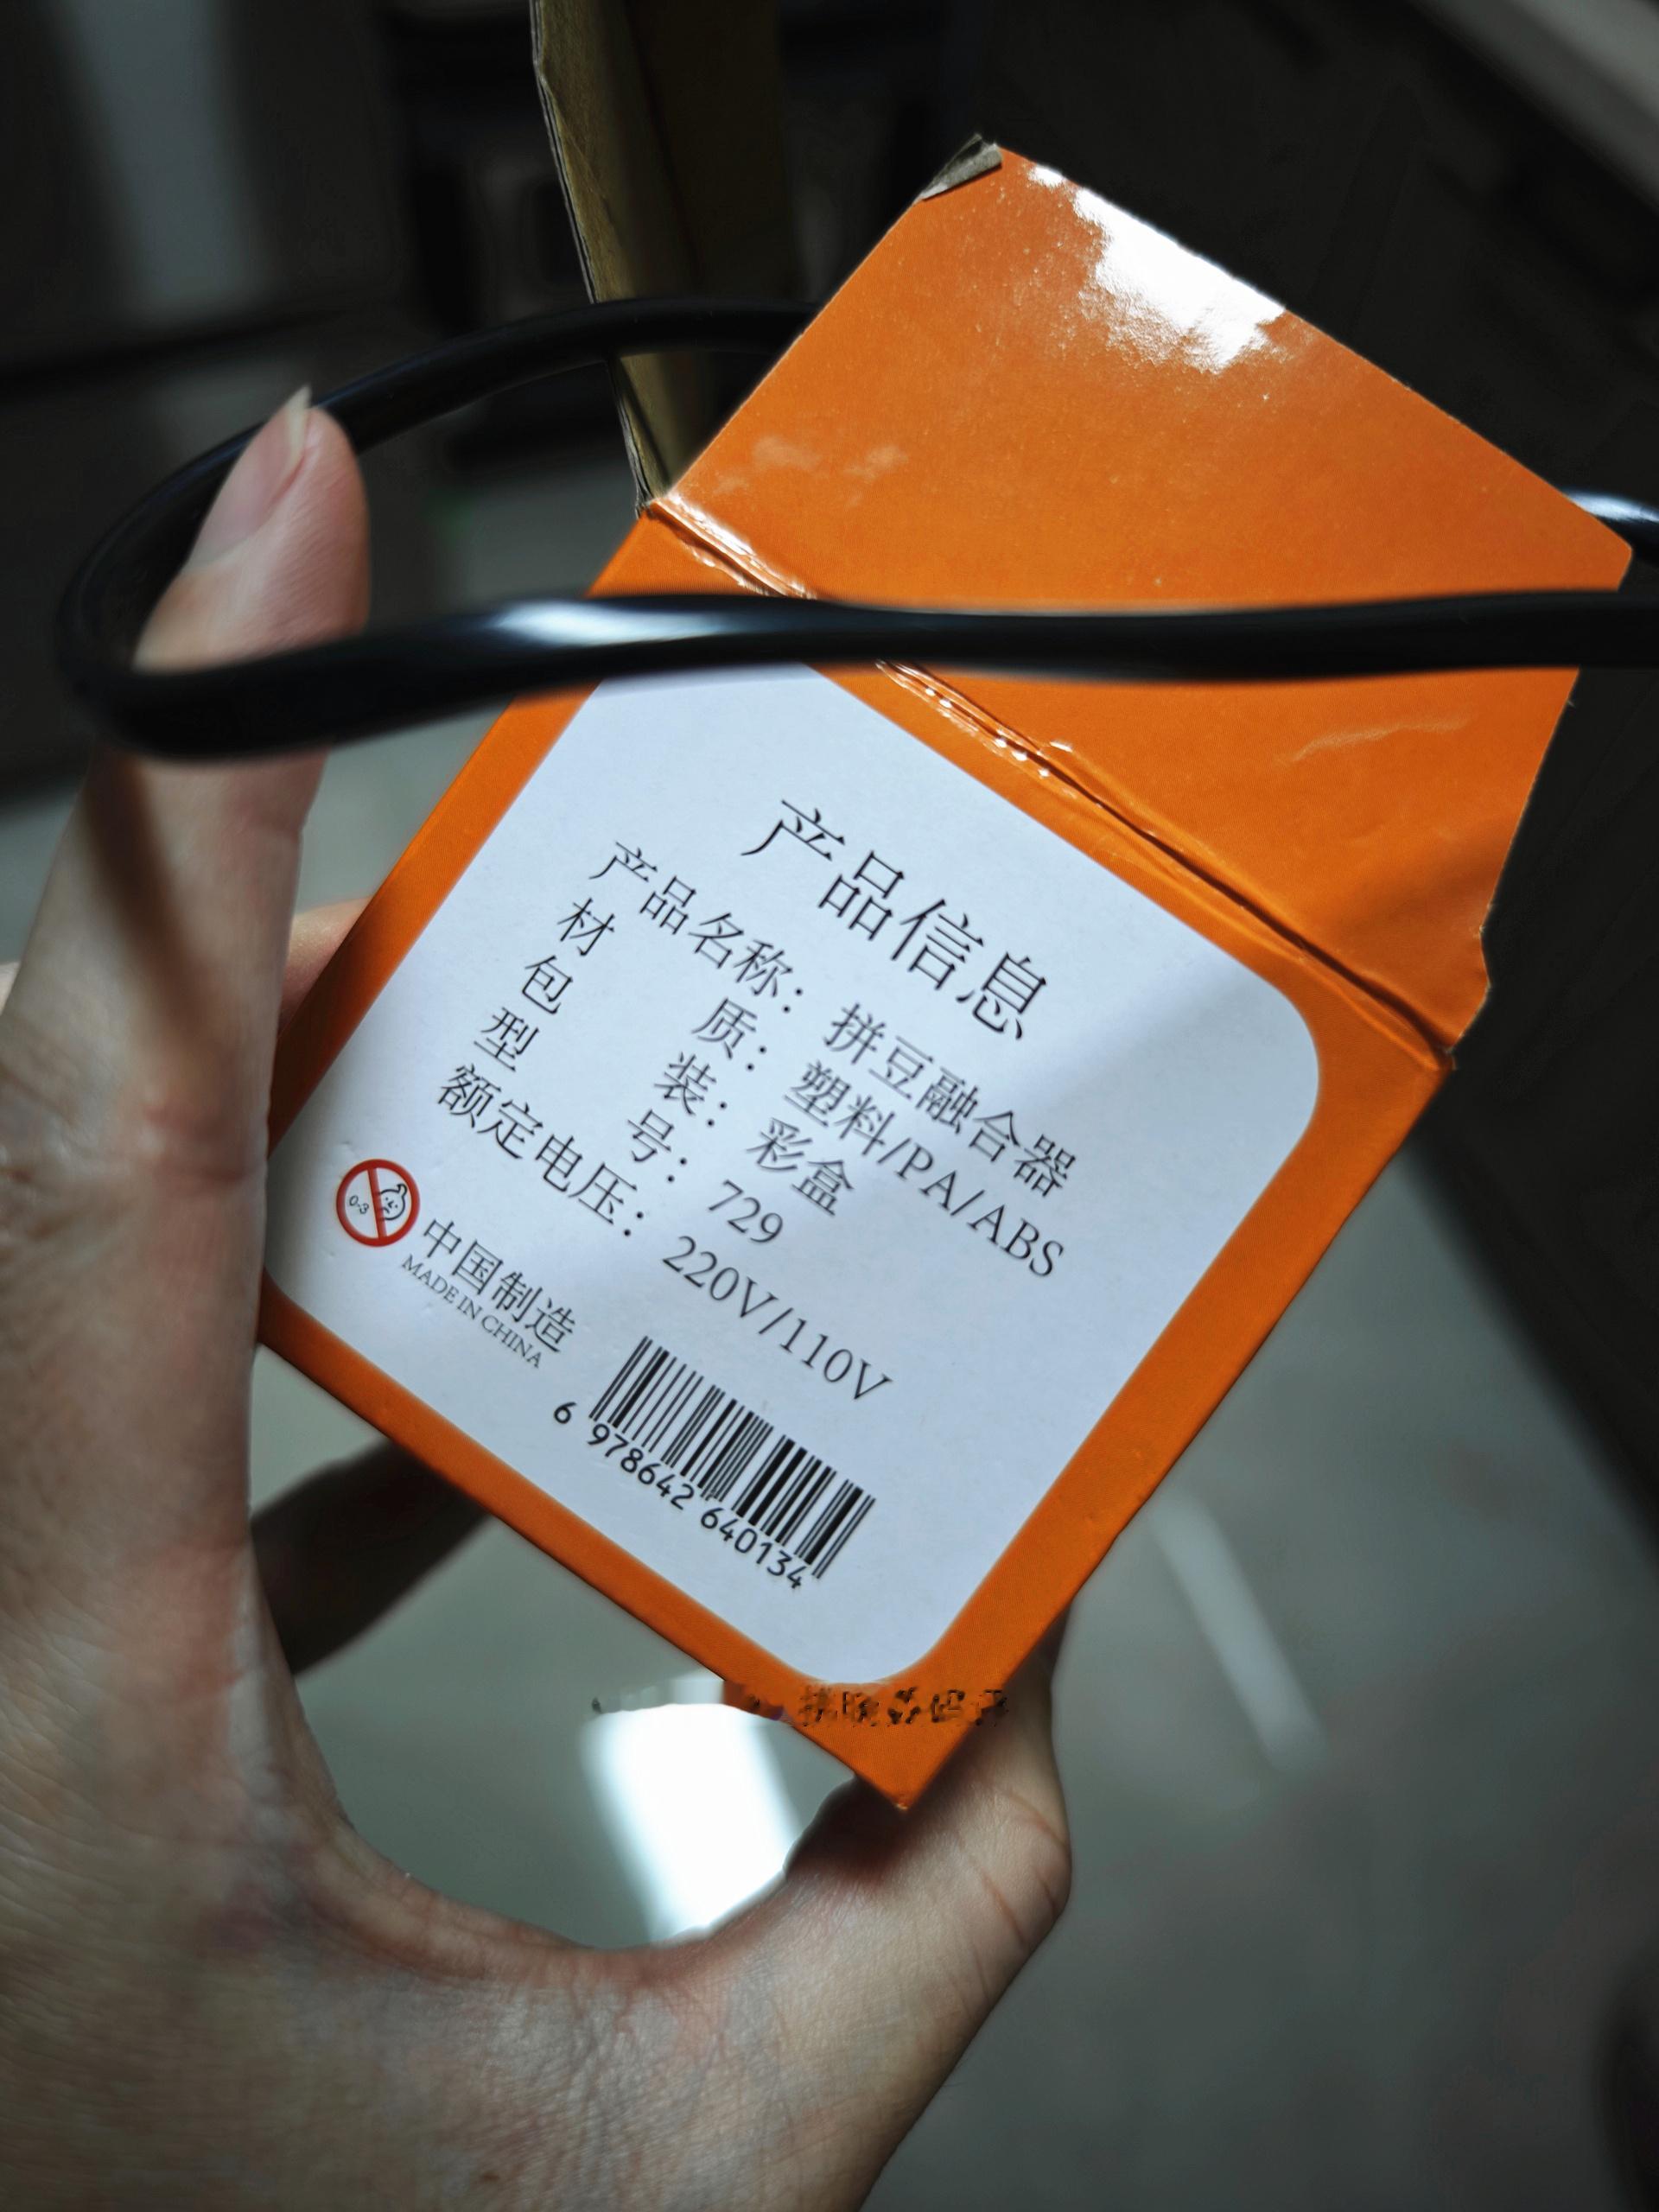 产品信息
产品名称：拼豆融合器
材质：塑料/PA/ABS
包装：彩盒
型号：729
额定电压：220V/110V
0-3
中国制造
MADE IN CHINA
6 978642 640134